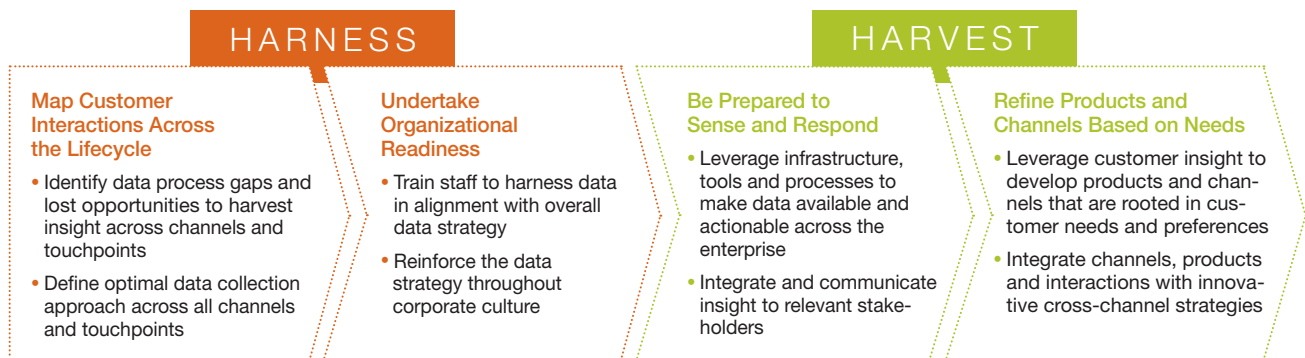 HARNESS
Map Customer
Interactions Across
the Lifecycle
• Identify data process gaps and
lost opportunities to harvest
insight across channels and
touchpoints
• Define optimal data collection
approach across all channels
and touchpoints
Undertake
Organizational
Readiness
• Train staff to harness data
in alignment with overall
data strategy
• Reinforce the data
strategy throughout
corporate culture
HARVEST
Be Prepared to
Sense and Respond
• Leverage infrastructure,
tools and processes to
make data available and
actionable across the
enterprise
• Integrate and communicate
insight to relevant stake-
holders
Refine Products and
Channels Based on Needs
• Leverage customer insight to
develop products and chan-
nels that are rooted in cus-
tomer needs and preferences
• Integrate channels, products
and interactions with innova-
tive cross-channel strategies